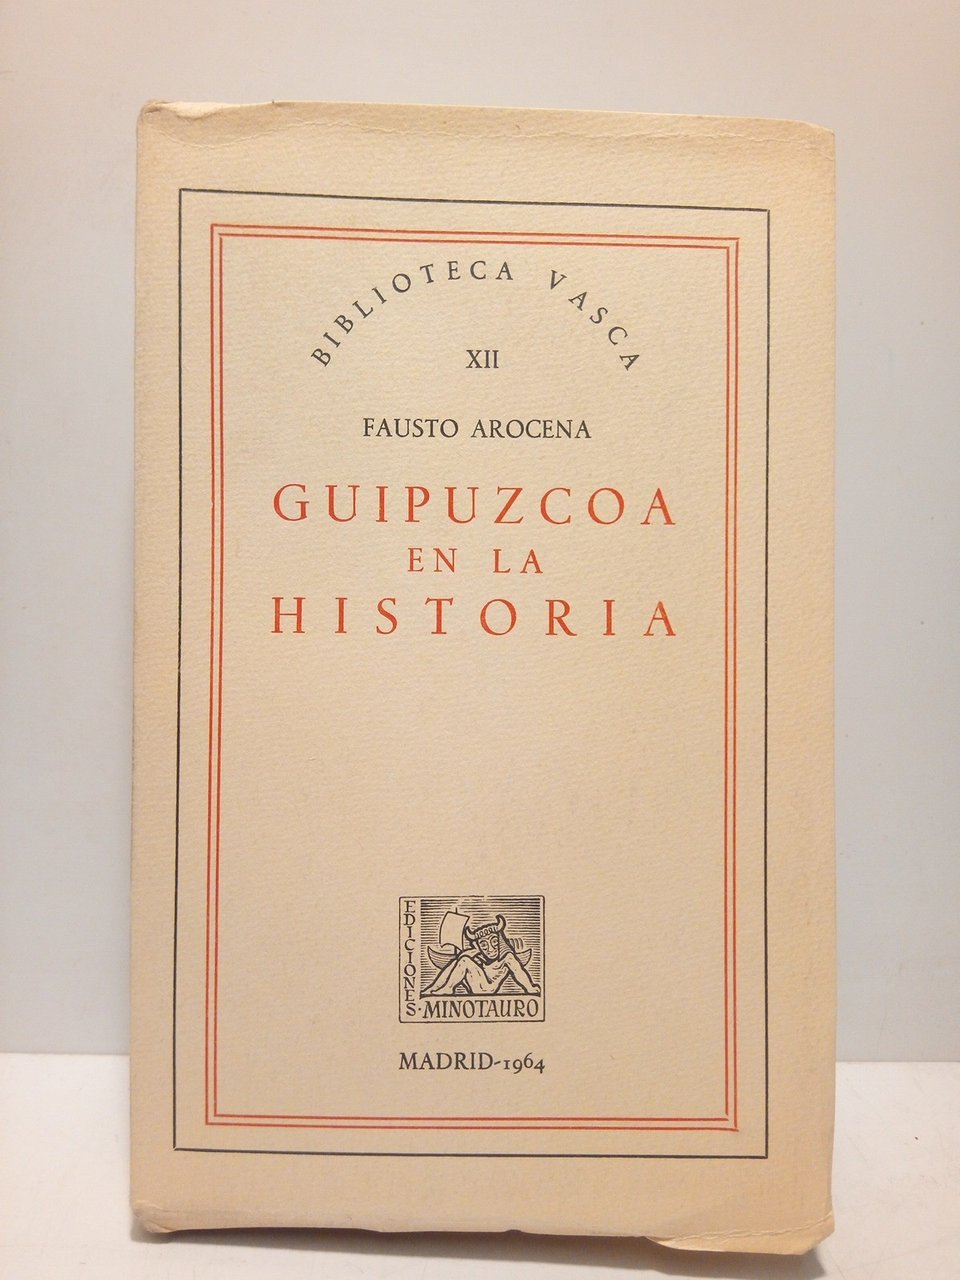 BIBLIOTECA VASCA
XII
FAUSTO AROCENA
GUIPUZCOA
EN LA
HISTORIA
EDICIONES
·MINOTAURO
MADRID-1964